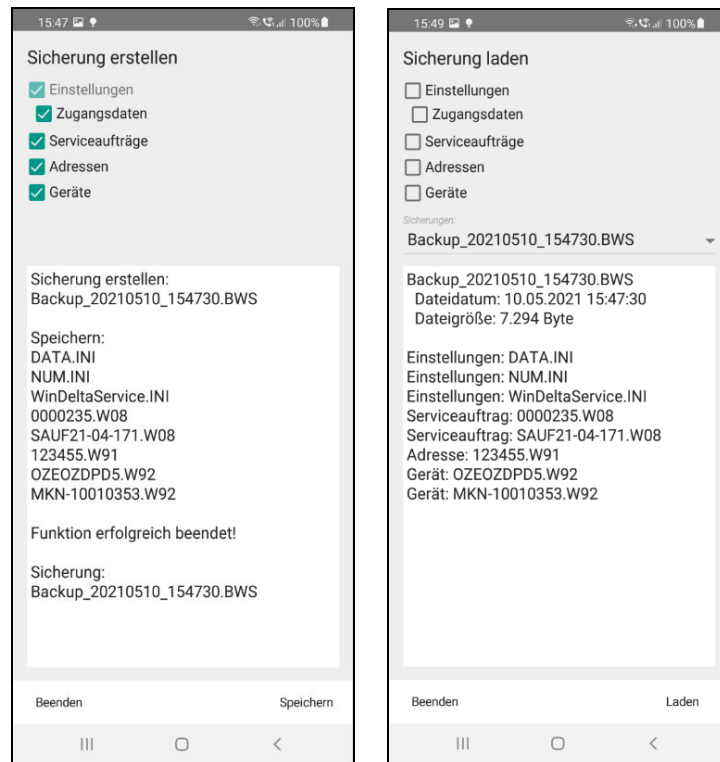 15:47
100%
Sicherung erstellen
Einstellungen
Zugangsdaten
Serviceaufträge
Adressen
Geräte
Sicherung erstellen:
Backup_20210510_154730.BWS
Speichern:
DATA.INI
NUM.INI
WinDeltaService.INI
0000235.W08
SAUF21-04-171.W08
123455.W91
OZEOZDPD5.W92
MKN-10010353.W92
Funktion erfolgreich beendet!
Sicherung:
Backup_20210510_154730.BWS
Beenden
Speichern
15:49
100%
Sicherung laden
Einstellungen
Zugangsdaten
Serviceaufträge
Adressen
Geräte
Sicherungen:
Backup_20210510_154730.BWS
Backup_20210510_154730.BWS
Dateidatum: 10.05.2021 15:47:30
Dateigröße: 7.294 Byte
Einstellungen: DATA.INI
Einstellungen: NUM.INI
Einstellungen: WinDeltaService.INI
Serviceauftrag: 0000235.W08
Serviceauftrag: SAUF21-04-171.W08
Adresse: 123455.W91
Gerät: OZEOZDPD5.W92
Gerät: MKN-10010353.W92
Beenden
Laden